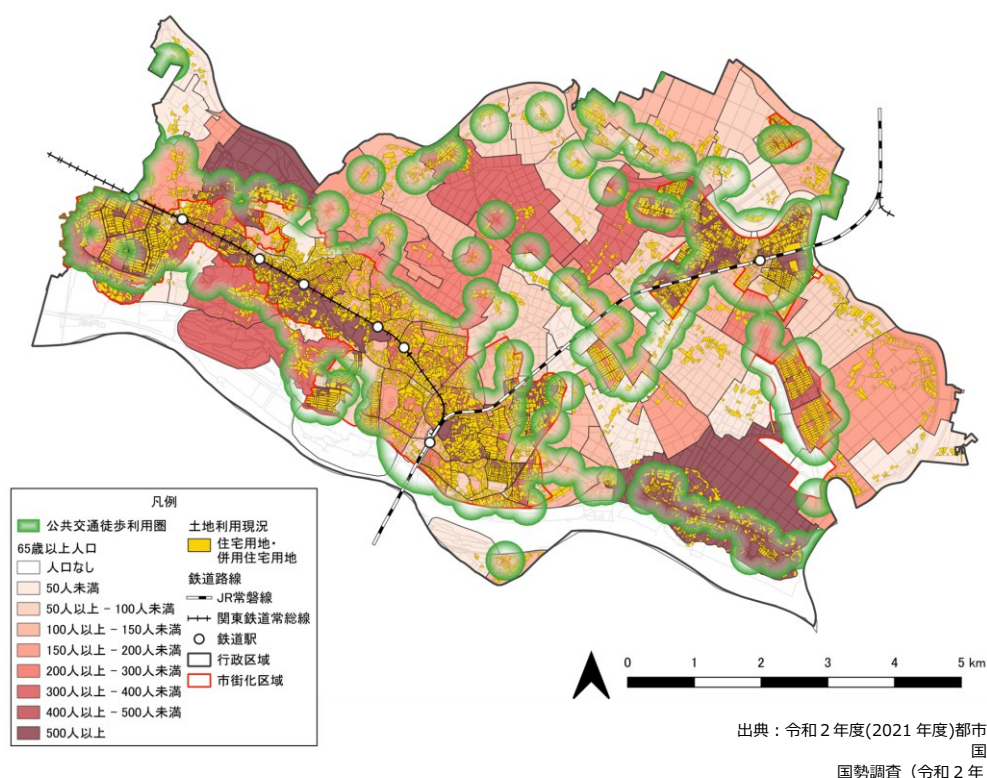 凡例
公共交通徒歩利用圏
65歳以上人口
人口なし
50人未満
50人以上 - 100人未満
100人以上 - 150人未満
150人以上 - 200人未満
200人以上 - 300人未満
300人以上 - 400人未満
400人以上 - 500人未満
500人以上
土地利用現況
住宅用地・
併用住宅用地
鉄道路線
JR常磐線
関東鉄道常総線
鉄道駅
行政区域
市街化区域
0 1 2 3 4 5 km
出典:令和2年度(2021年度)都市
国
国勢調査(令和2年